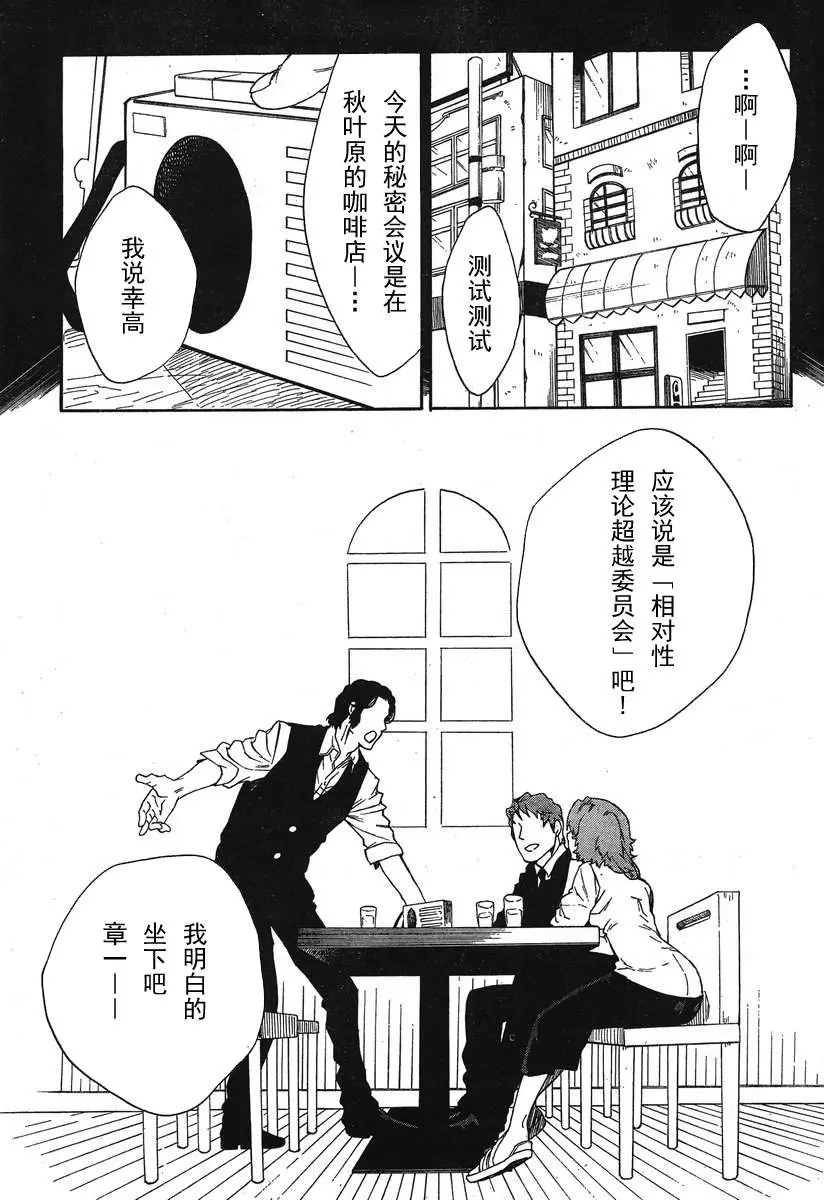 …啊—啊—
测试测试
今天的秘密会议是在
秋叶原的咖啡店—…
我说幸高
应该说是「相对性
理论超越委员会」吧！
我明白的
坐下吧
章一——